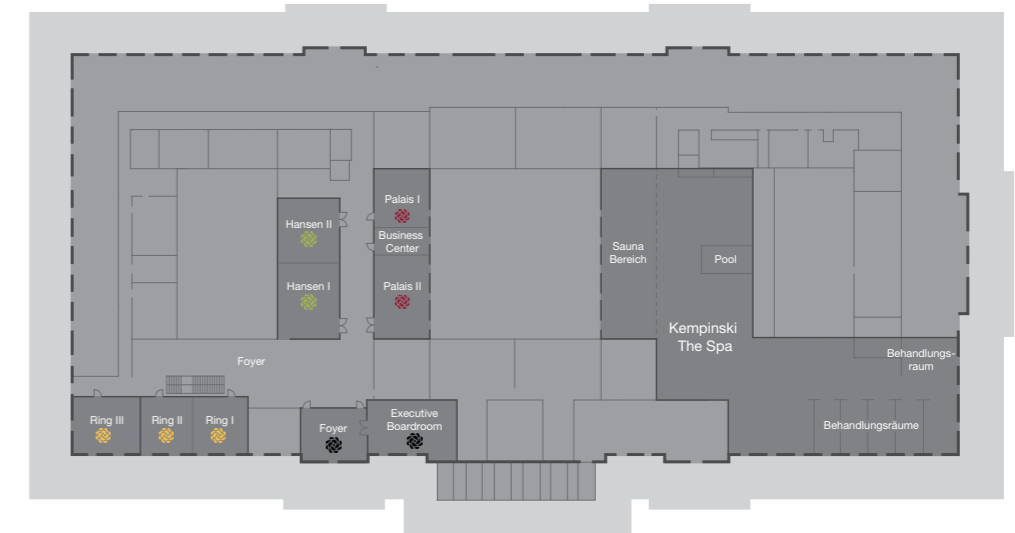 Palais I
Hansen II
Business
Center
Sauna
Bereich
Pool
Hansen I
Palais II
Kempinski
The Spa
Foyer
Behandlungs-
raum
Ring III
Ring II
Ring I
Foyer
Executive
Boardroom
Behandlungsräume